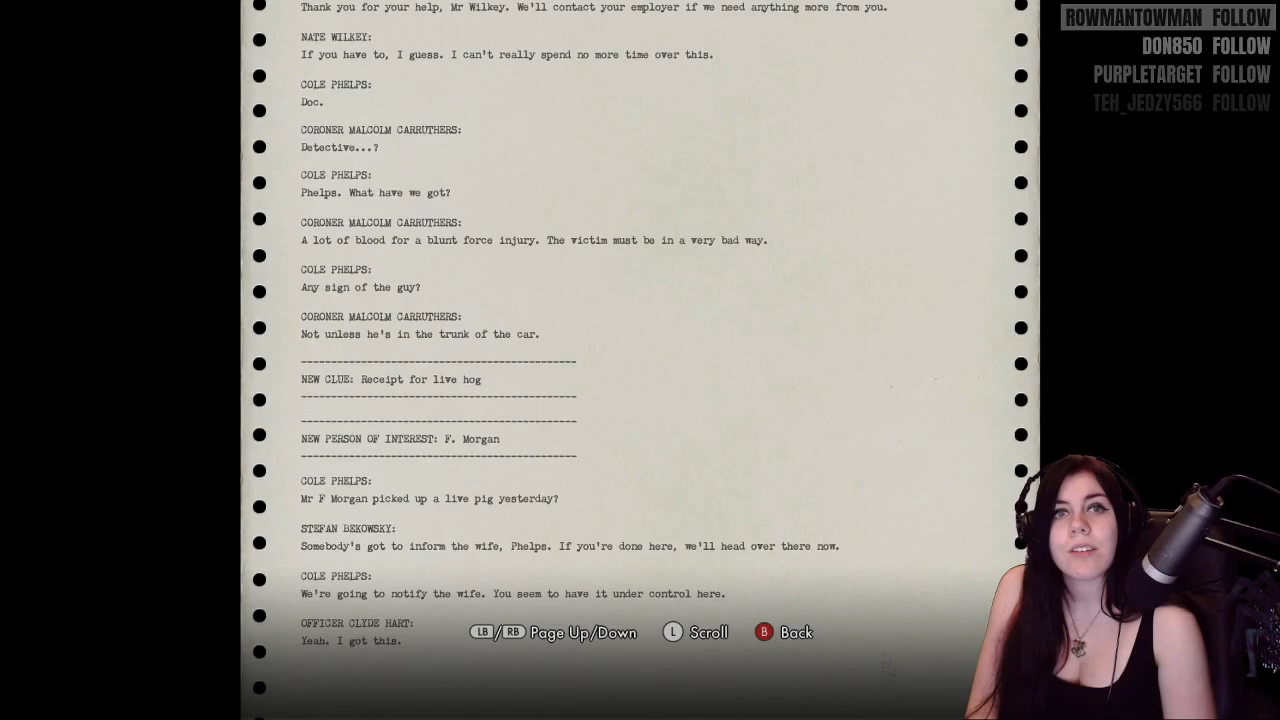 Thank you for your help, Mr Wilkey. We'll contact your employer if we need anything more from you.
NATE WILKEY:
If you have to, I guess. I can't really spend no more time over this.
COLE PHELPS:
Doc.
CORONER MALCOLM CARRUTHERS:
Detective...?
COLE PHELPS:
Phelps. What have we got?
CORONER MALCOLM CARRUTHERS:
A lot of blood for a blunt force injury. The victim must be in a very bad way.
COLE PHELPS:
Any sign of the guy?
CORONER MALCOLM CARRUTHERS:
Not unless he's in the trunk of the car.
----------------------------------------------
NEW CLUE: Receipt for live hog
----------------------------------------------
----------------------------------------------
NEW PERSON OF INTEREST: F. Morgan
----------------------------------------------
COLE PHELPS:
Mr F Morgan picked up a live pig yesterday?
STEFAN BEKOWSKY:
Somebody's got to inform the wife, Phelps. If you're done here, we'll head over there now.
COLE PHELPS:
We're going to notify the wife. You seem to have it under control here.
OFFICER CLYDE HART:
Yeah. I got this.
LB/RB Page Up/Down L Scroll B Back
ROWMANTOWMAN FOLLOW
DON850 FOLLOW
PURPLETARGET FOLLOW
TEH_JEDZY566 FOLLOW